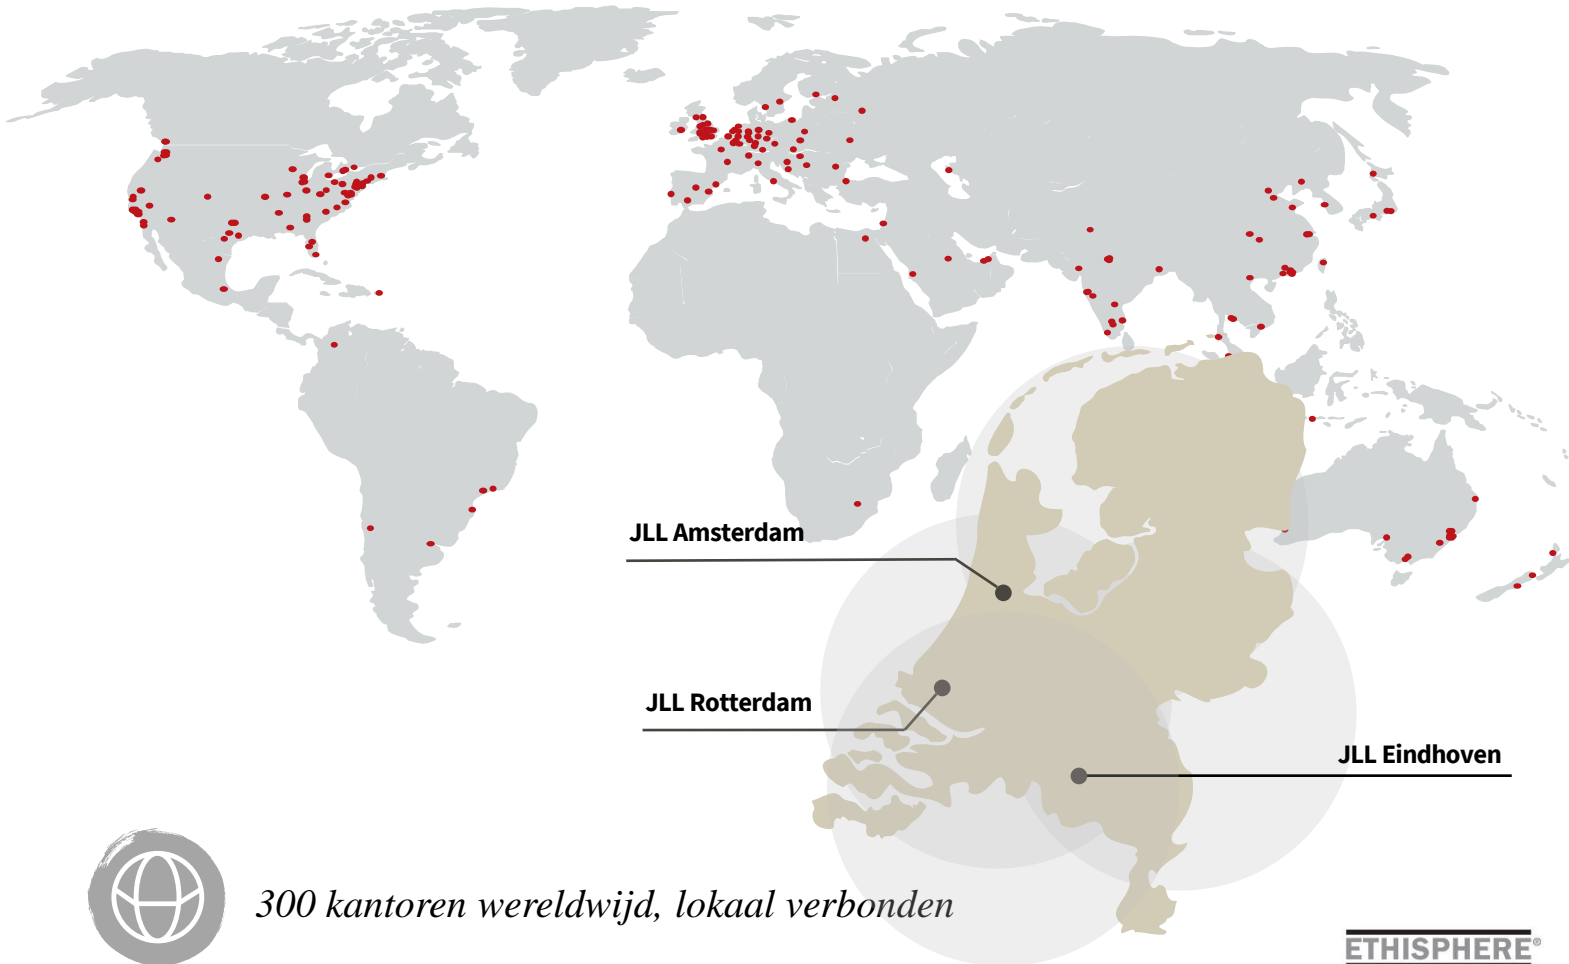 JLL Amsterdam
JLL Rotterdam
JLL Eindhoven
300 kantoren wereldwijd, lokaal verbonden
ETHISPHERE®